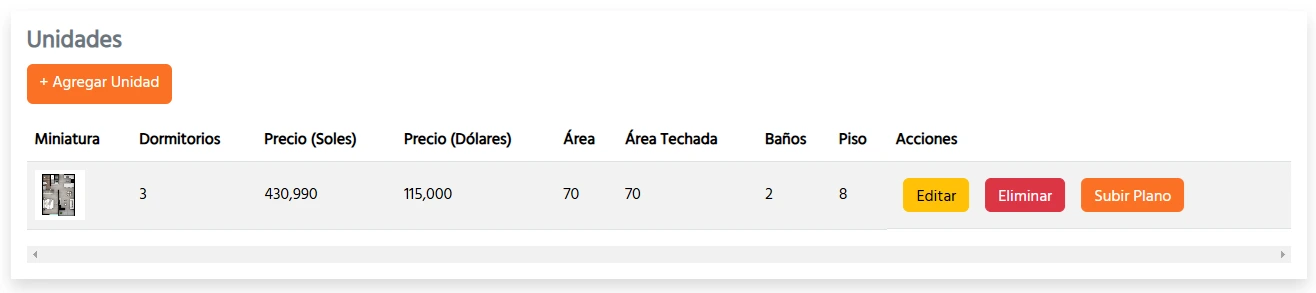 Unidades
+ Agregar Unidad
Miniatura Dormitorios Precio (Soles) Precio (Dólares) Área Área Techada Baños Piso Acciones
3 430,990 115,000 70 70 2 8 Editar Eliminar Subir Plano